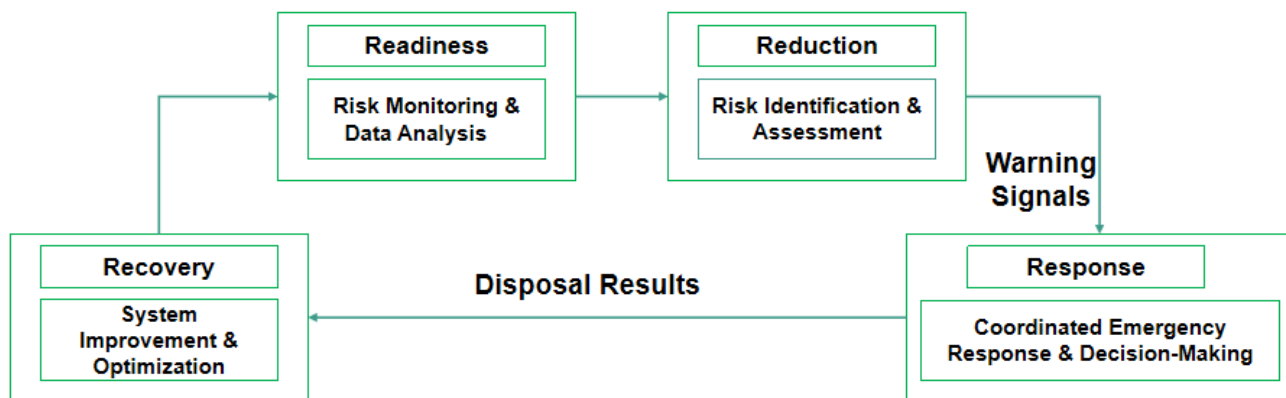 Readiness
Risk Monitoring &
Data Analysis
Reduction
Risk Identification &
Assessment
Warning
Signals
Recovery
System
Improvement &
Optimization
Disposal Results
Response
Coordinated Emergency
Response & Decision-Making